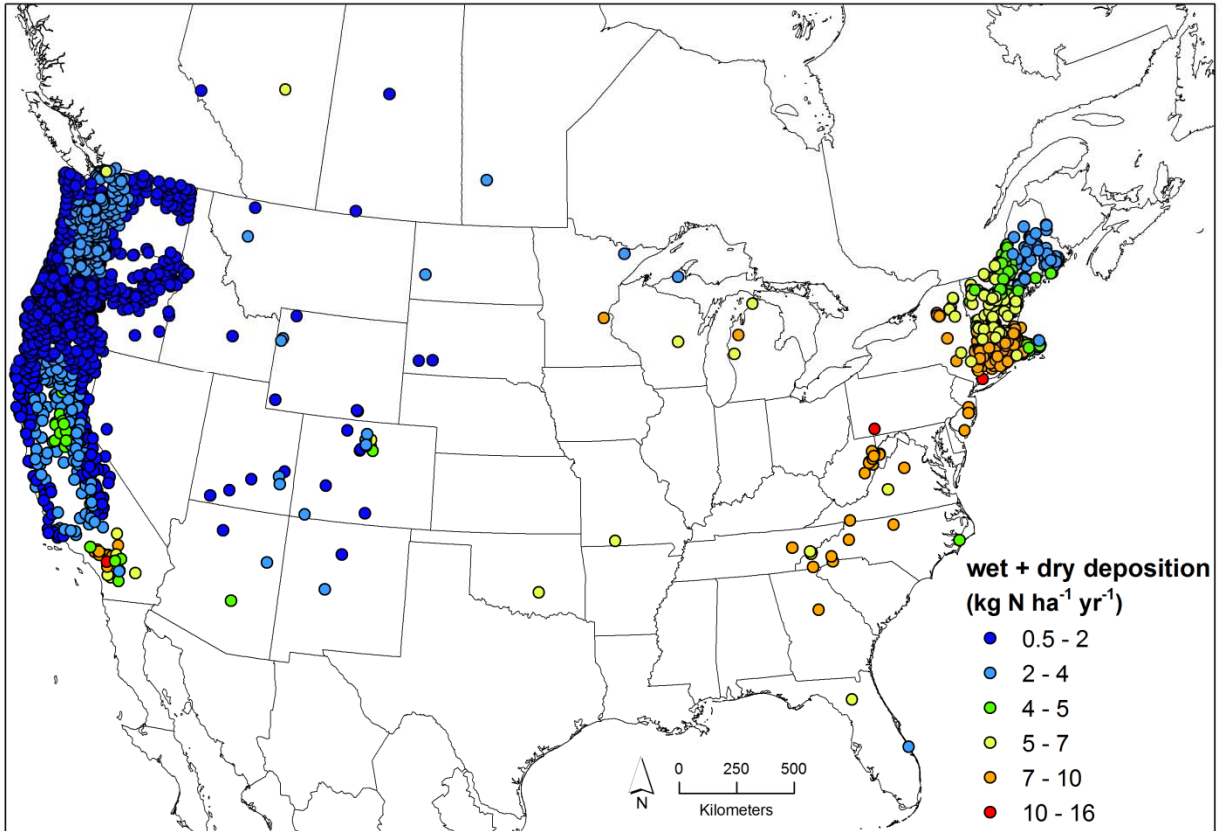 wet + dry deposition
(kg N ha⁻¹ yr⁻¹)
0.5 - 2
2 - 4
4 - 5
5 - 7
7 - 10
10 - 16
N
0 250 500
Kilometers